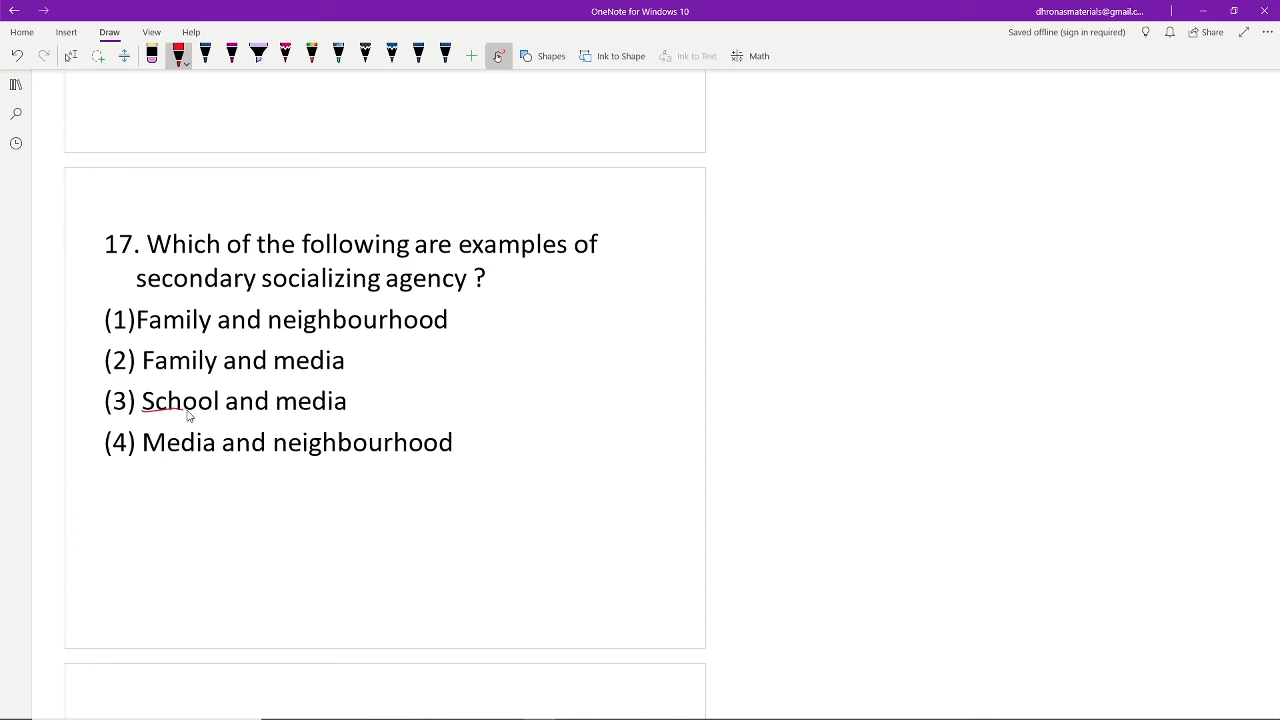 OneNote for Windows 10
dhronasmaterials@gmail.c...
Home Insert Draw View Help
Saved offline (sign in required) Share
Shapes Ink to Shape Ink to Text Math
17. Which of the following are examples of
secondary socializing agency ?
(1)Family and neighbourhood
(2) Family and media
(3) School and media
(4) Media and neighbourhood